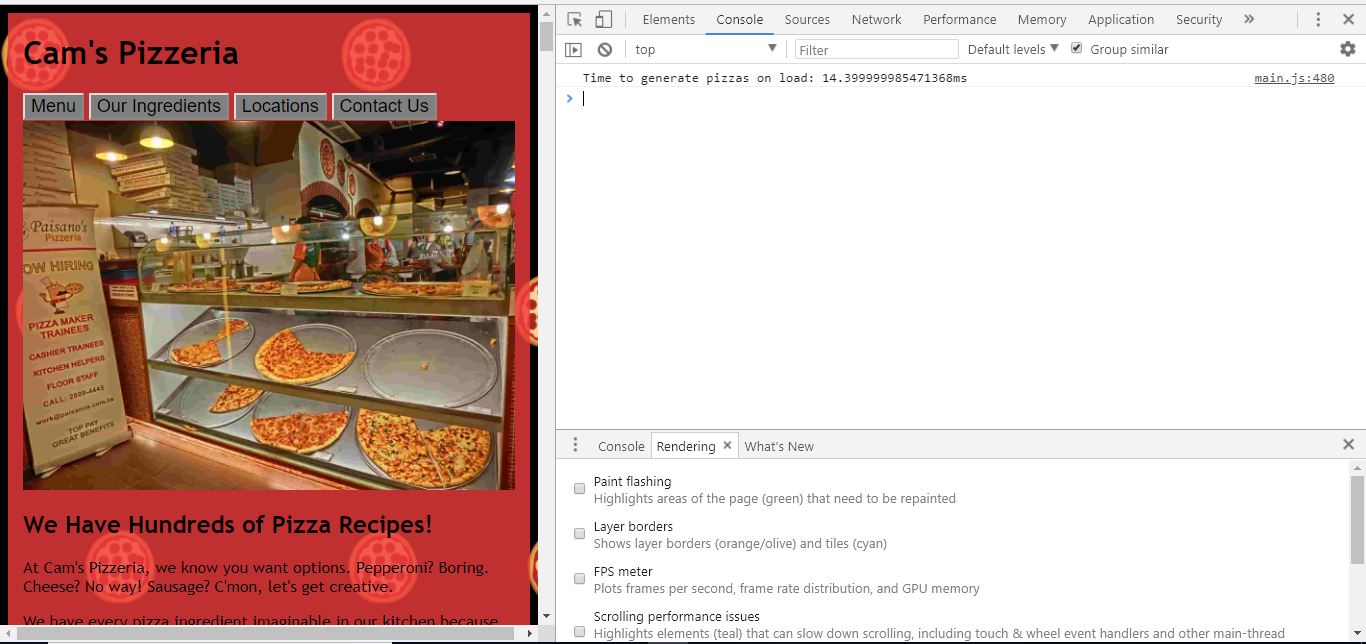 Cam's Pizzeria
Menu
Our Ingredients
Locations
Contact Us
Paisano's
Pizzeria
OW HIRING
PIZZA MAKER
TRAINEES
CASHIER TRAINEES
KITCHEN HELPERS
FLOOR STAFF
CALL: 2809-4445
work@paisanos.com.hk
TOP PAY
GREAT BENEFITS
We Have Hundreds of Pizza Recipes!
At Cam's Pizzeria, we know you want options. Pepperoni? Boring.
Cheese? No way! Sausage? C'mon, let's get creative.
We have every pizza ingredient imaginable in our kitchen because
Elements Console Sources Network Performance Memory Application Security »
top Filter Default levels Group similar
Time to generate pizzas on load: 14.399999985471368ms main.js:480
Console Rendering What's New
Paint flashing
Highlights areas of the page (green) that need to be repainted
Layer borders
Shows layer borders (orange/olive) and tiles (cyan)
FPS meter
Plots frames per second, frame rate distribution, and GPU memory
Scrolling performance issues
Highlights elements (teal) that can slow down scrolling, including touch & wheel event handlers and other main-thread